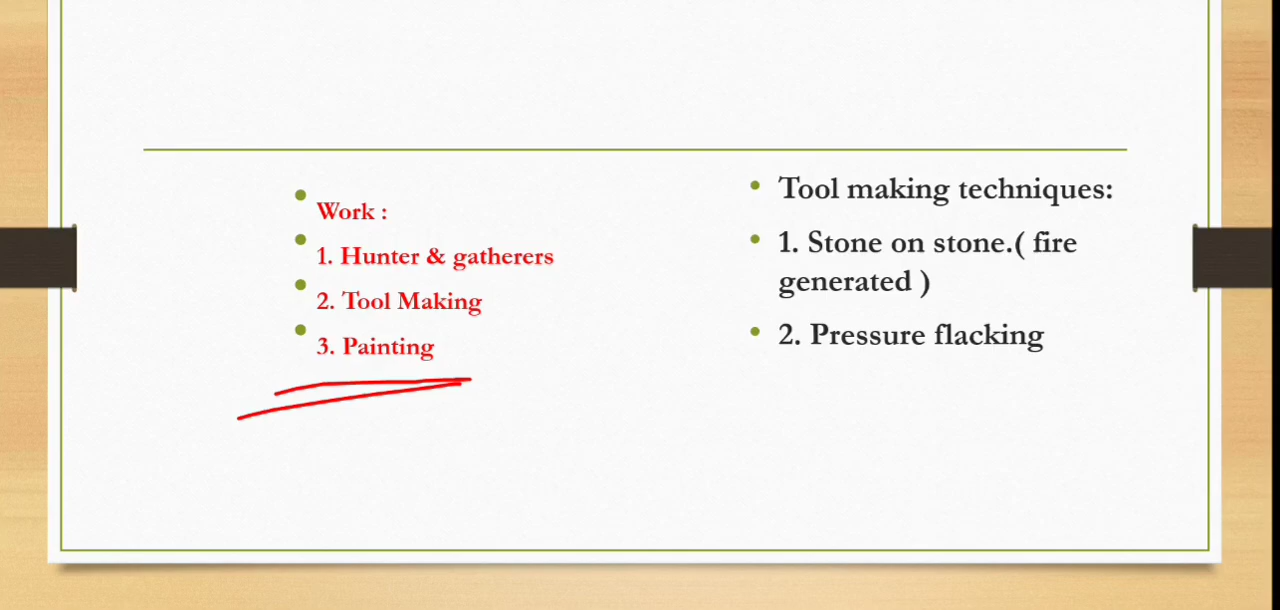 Work :
1. Hunter & gatherers
2. Tool Making
3. Painting
Tool making techniques:
1. Stone on stone.( fire
generated )
2. Pressure flacking